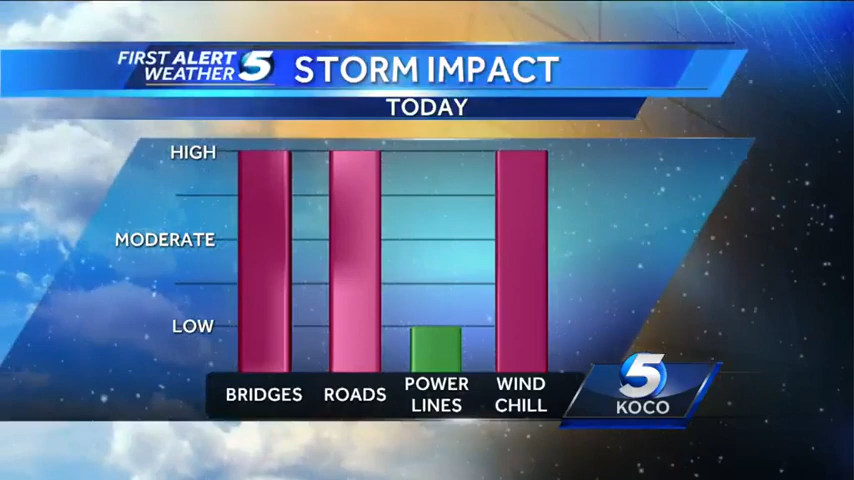 FIRST ALERT
WEATHER 5
STORM IMPACT
TODAY
HIGH
MODERATE
LOW
BRIDGES
ROADS
POWER
LINES
WIND
CHILL
5
KOCO